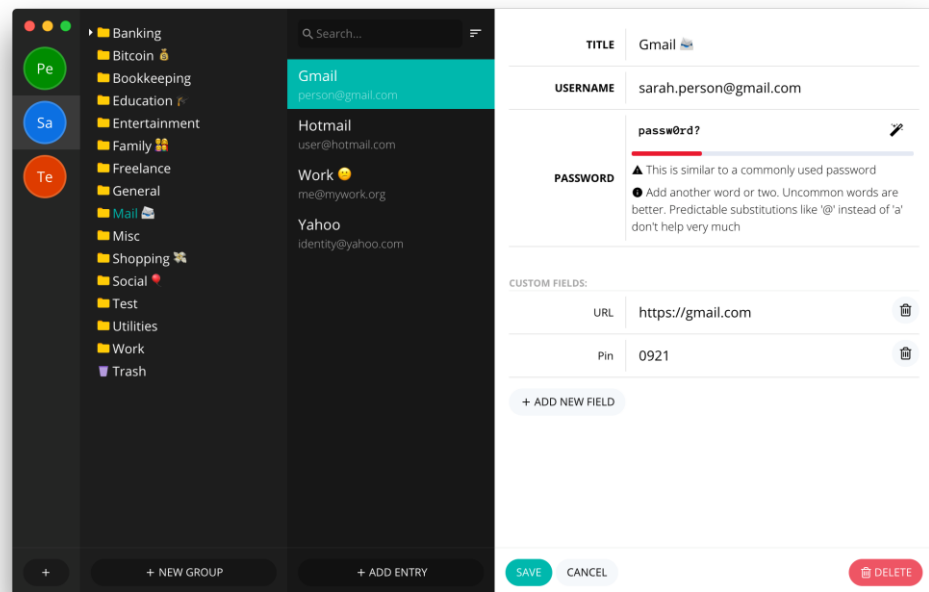 Pe
Sa
Te
+
Banking
Bitcoin 💰
Bookkeeping
Education 🎓
Entertainment
Family 👨‍👩‍👧‍👦
Freelance
General
Mail 📨
Misc
Shopping 💸
Social 🎈
Test
Utilities
Work
Trash
+ NEW GROUP
Search...
Gmail
person@gmail.com
Hotmail
user@hotmail.com
Work 😕
me@mywork.org
Yahoo
identity@yahoo.com
+ ADD ENTRY
TITLE Gmail 📨
USERNAME sarah.person@gmail.com
PASSWORD
passw0rd?
This is similar to a commonly used password
Add another word or two. Uncommon words are
better. Predictable substitutions like '@' instead of 'a'
don't help very much
CUSTOM FIELDS:
URL https://gmail.com
Pin 0921
+ ADD NEW FIELD
SAVE CANCEL DELETE